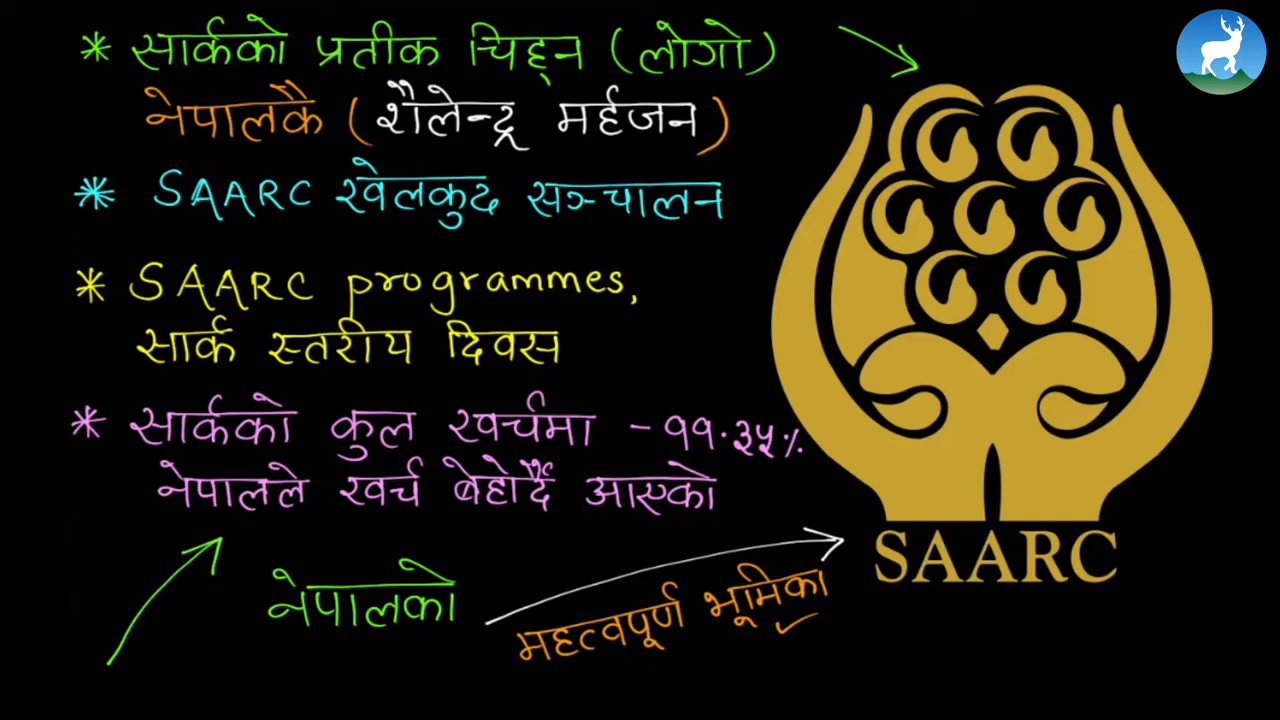 * सार्कको प्रतीक चिह्न (लोगो)
नेपालकै (शैलेन्द्र मर्हजन)
* SAARC खेलकुद सञ्चालन
* SAARC programmes,
सार्क स्तरीय दिवस
* सार्कको कुल खर्चमा - ११.३५%
नेपालले खर्च बेहोर्दै आएको
नेपालको
महत्वपूर्ण भूमिका
SAARC